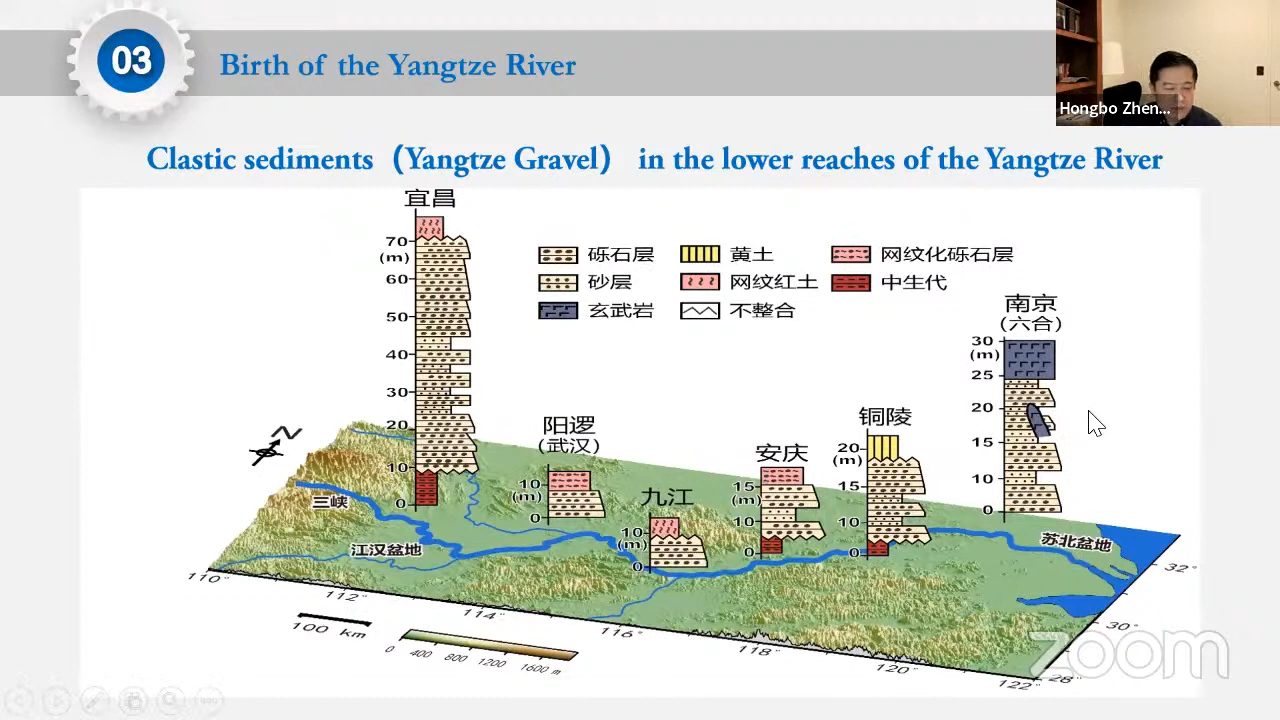 03
Birth of the Yangtze River
Hongbo Zhen...
Clastic sediments（Yangtze Gravel） in the lower reaches of the Yangtze River
宜昌
70
(m)
60
50
40
30
20
10
0
砾石层
黄土
网纹化砾石层
砂层
网纹红土
中生代
玄武岩
不整合
南京
(六合)
30
(m)
25
20
15
10
0
阳逻
(武汉)
10
(m)
0
九江
10
(m)
0
安庆
15
(m)
10
0
铜陵
20
(m)
15
10
0
N
三峡
江汉盆地
苏北盆地
110°
112°
114°
116°
118°
120°
122°
28°
30°
32°
100 km
0 400 800 1200 1600 m
zoom